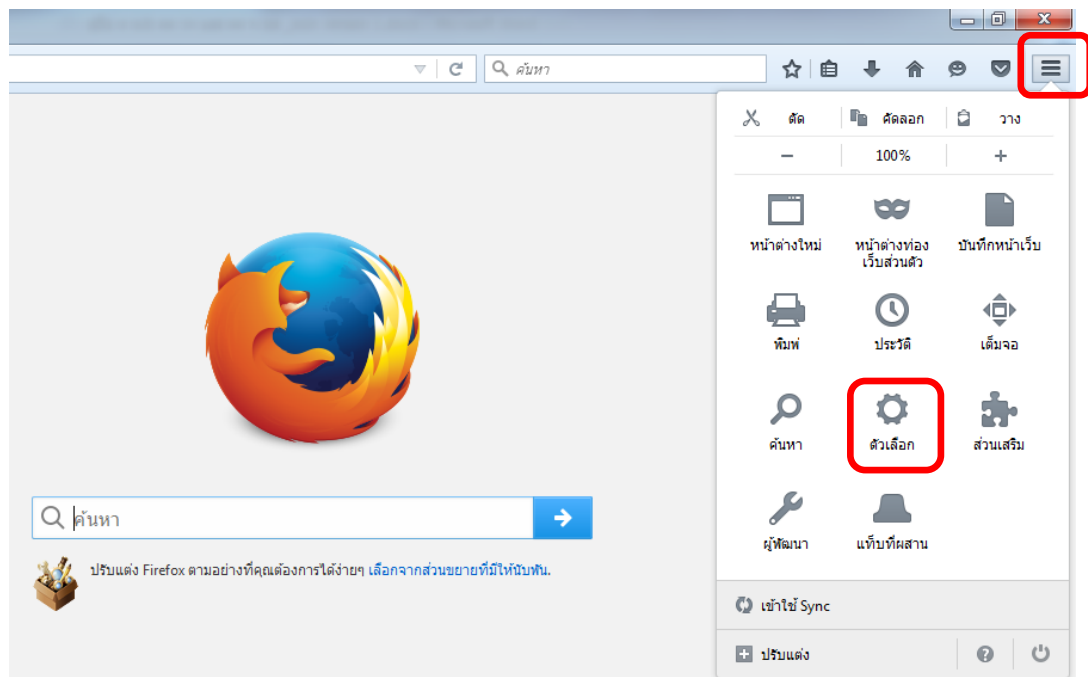 ค้นหา
ตัด คัดลอก วาง
− 100% +
หน้าต่างใหม่
หน้าต่างท่อง
เว็บส่วนตัว
บันทึกหน้าเว็บ
พิมพ์ ประวัติ เต็มจอ
ค้นหา ตัวเลือก ส่วนเสริม
ค้นหา
ผู้พัฒนา แท็บที่ผสาน
ปรับแต่ง Firefox ตามอย่างที่คุณต้องการได้ง่ายๆ เลือกจากส่วนขยายที่มีให้นับพัน.
เข้าใช้ Sync
ปรับแต่ง